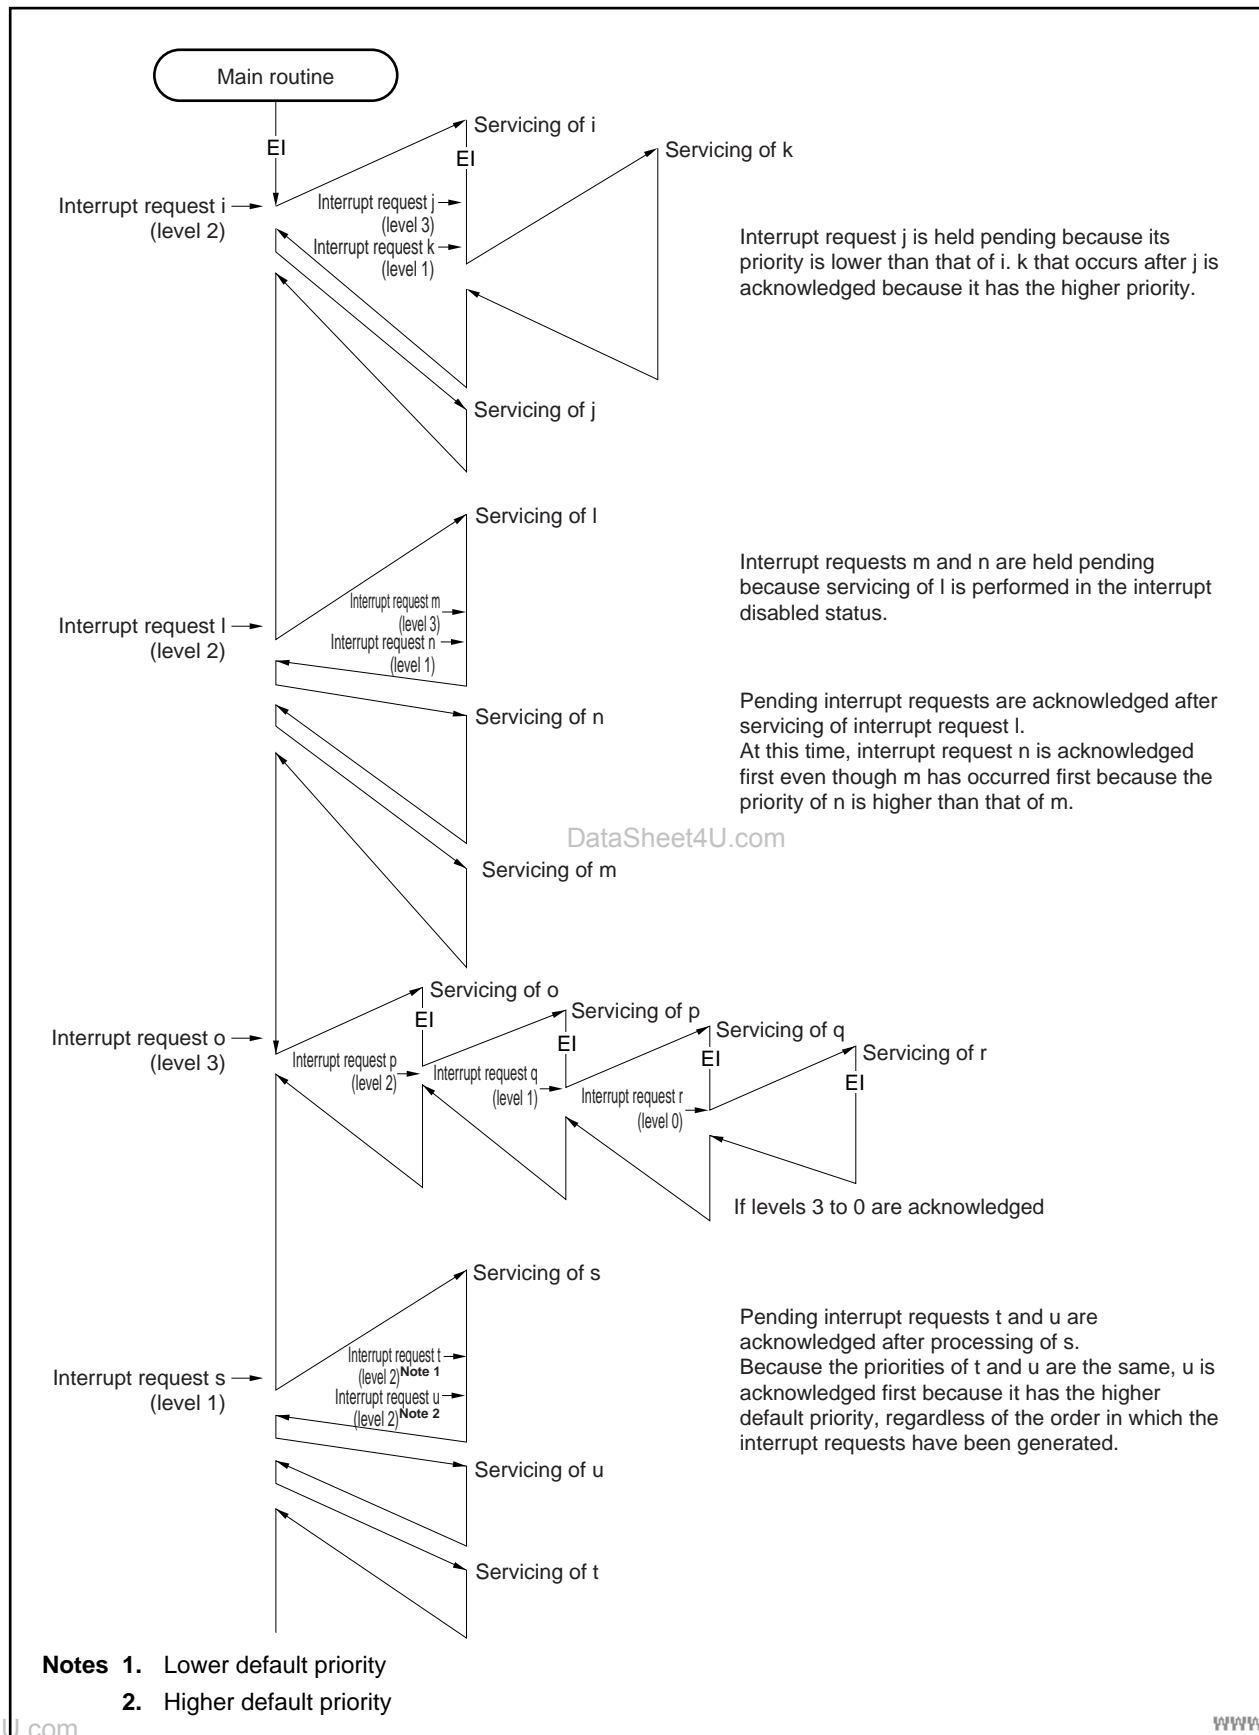 Main routine
EI
Servicing of i
EI
Servicing of k
Interrupt request i
(level 2)
Interrupt request j
(level 3)
Interrupt request k
(level 1)
Interrupt request j is held pending because its
priority is lower than that of i. k that occurs after j is
acknowledged because it has the higher priority.
Servicing of j
Servicing of l
Interrupt request l
(level 2)
Interrupt request m
(level 3)
Interrupt request n
(level 1)
Interrupt requests m and n are held pending
because servicing of l is performed in the interrupt
disabled status.
Servicing of n
Pending interrupt requests are acknowledged after
servicing of interrupt request l.
At this time, interrupt request n is acknowledged
first even though m has occurred first because the
priority of n is higher than that of m.
DataSheet4U.com
Servicing of m
Servicing of o
EI
Servicing of p
EI
Servicing of q
EI
Servicing of r
EI
Interrupt request o
(level 3)
Interrupt request p
(level 2)
Interrupt request q
(level 1)
Interrupt request r
(level 0)
If levels 3 to 0 are acknowledged
Servicing of s
Interrupt request s
(level 1)
Interrupt request t
(level 2)Note 1
Interrupt request u
(level 2)Note 2
Pending interrupt requests t and u are
acknowledged after processing of s.
Because the priorities of t and u are the same, u is
acknowledged first because it has the higher
default priority, regardless of the order in which the
interrupt requests have been generated.
Servicing of u
Servicing of t
Notes 1. Lower default priority
2. Higher default priority
U.com
www